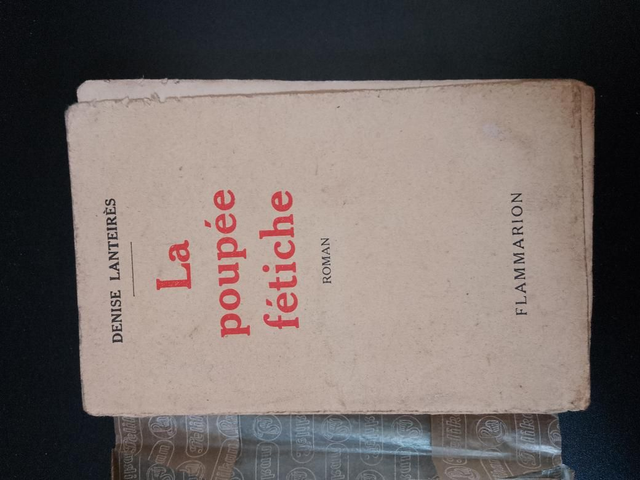 DENISE LANTEIRÈS
La
poupée
fétiche
ROMAN
FLAMMARION